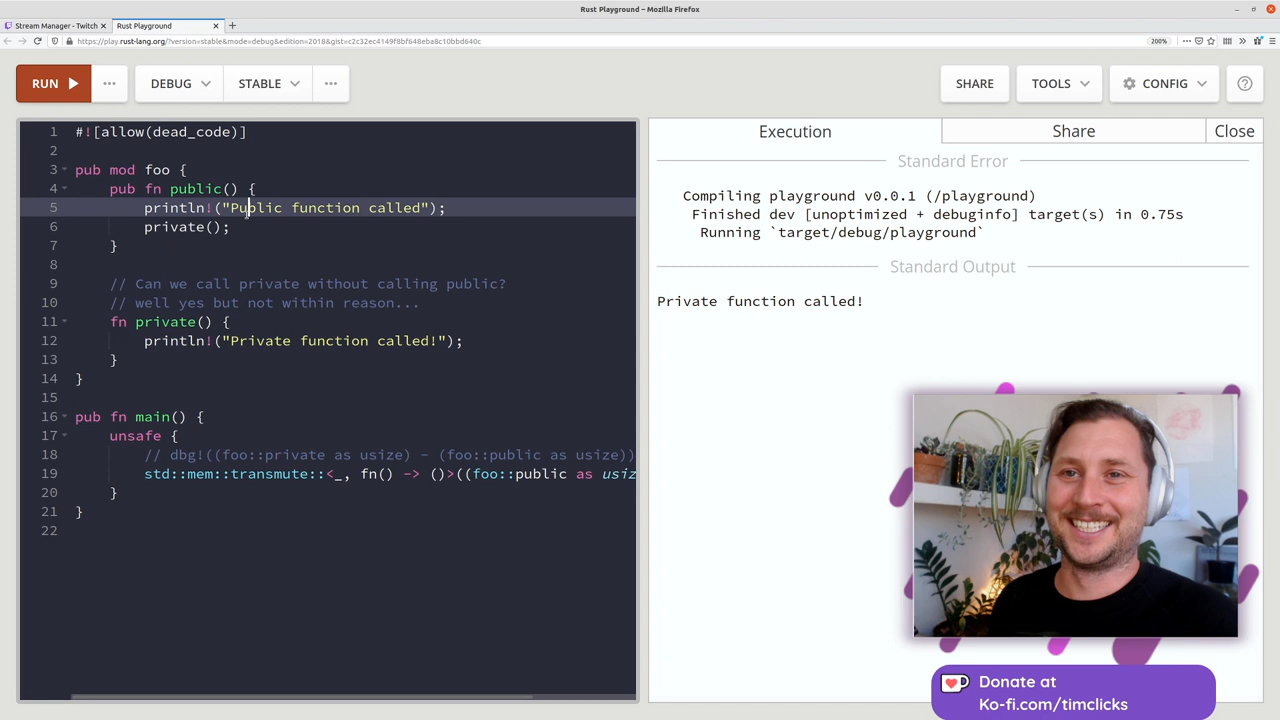 Rust Playground – Mozilla Firefox
Stream Manager - Twitch
Rust Playground
https://play.rust-lang.org/?version=stable&mode=debug&edition=2018&gist=c2c32ec4149f8bf648eba8c10bbd640c
200%
RUN
DEBUG
STABLE
SHARE
TOOLS
CONFIG
1 #![allow(dead_code)]
2
3 pub mod foo {
4 pub fn public() {
5 println!("Public function called");
6 private();
7 }
8
9 // Can we call private without calling public?
10 // well yes but not within reason...
11 fn private() {
12 println!("Private function called!");
13 }
14 }
15
16 pub fn main() {
17 unsafe {
18 // dbg!((foo::private as usize) - (foo::public as usize))
19 std::mem::transmute::<_, fn() -> ()>((foo::public as usiz
20 }
21 }
22
Execution
Share
Close
Standard Error
Compiling playground v0.0.1 (/playground)
Finished dev [unoptimized + debuginfo] target(s) in 0.75s
Running `target/debug/playground`
Standard Output
Private function called!
Donate at
Ko-fi.com/timclicks